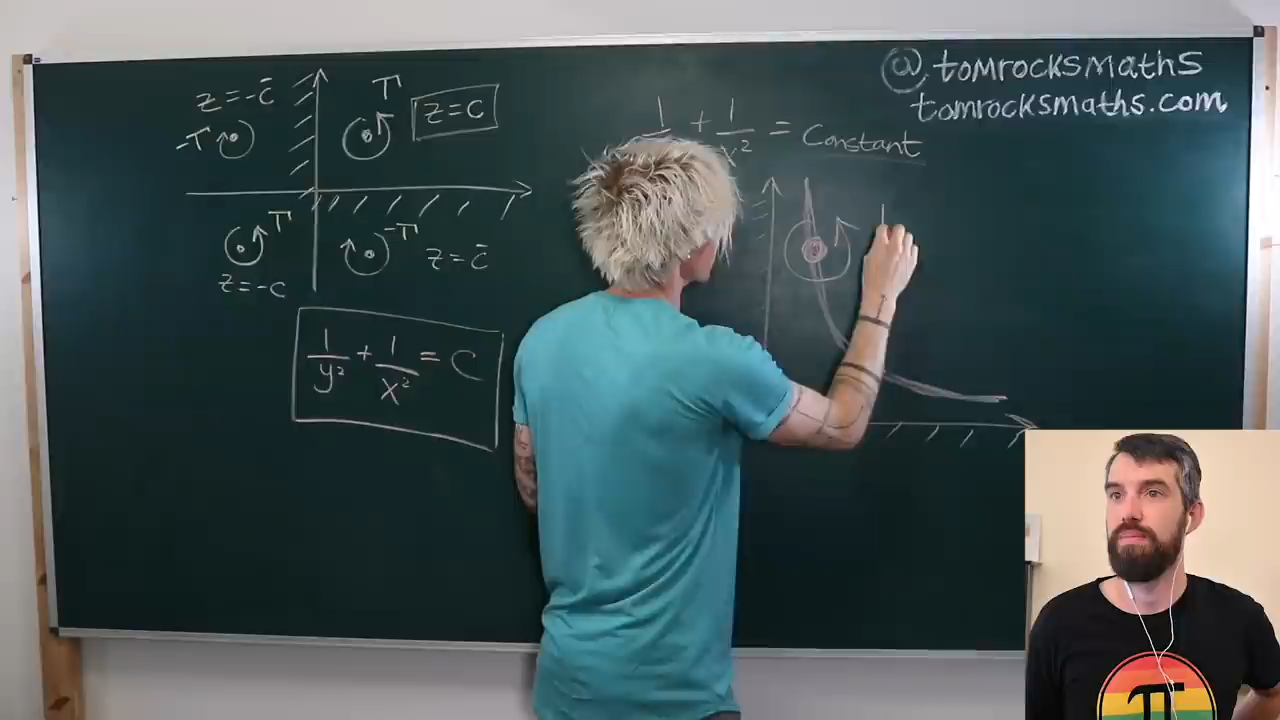 z=-c̄
-Γ
Γ
z=c
Γ
z=-c
-Γ
z=c̄
1/y² + 1/x² = C
+ 1/x² = Constant
@tomrocksmaths
tomrocksmaths.com
π